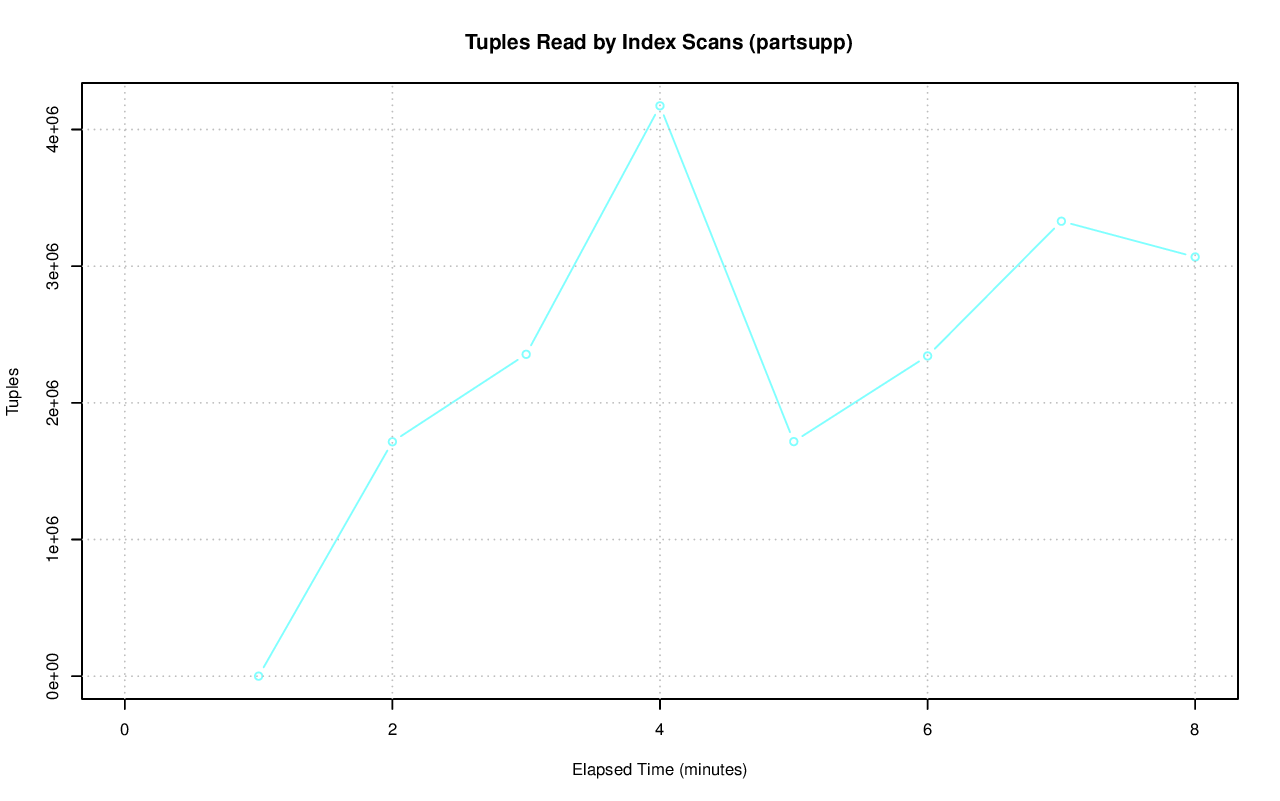 Tuples Read by Index Scans (partsupp)
4e+06
3e+06
2e+06
1e+06
0e+00
Tuples
0 2 4 6 8
Elapsed Time (minutes)